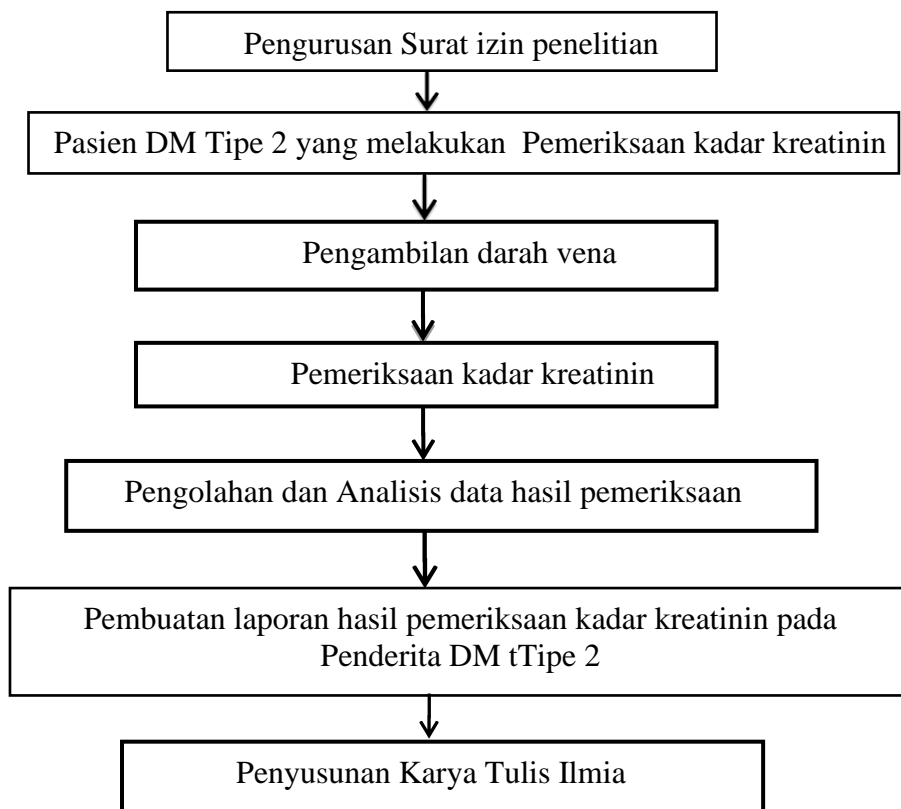 Pengurusan Surat izin penelitian
Pasien DM Tipe 2 yang melakukan Pemeriksaan kadar kreatinin
Pengambilan darah vena
Pemeriksaan kadar kreatinin
Pengolahan dan Analisis data hasil pemeriksaan
Pembuatan laporan hasil pemeriksaan kadar kreatinin pada
Penderita DM tTipe 2
Penyusunan Karya Tulis Ilmia